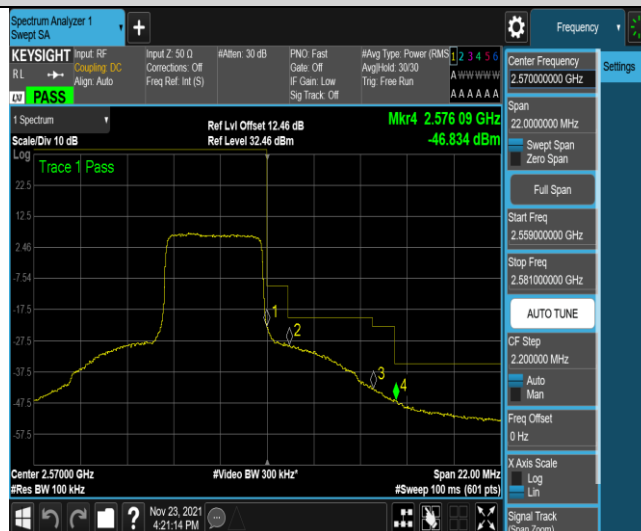 Spectrum Analyzer 1
Swept SA
Frequency
KEYSIGHT
RL
LXI
PASS
Input: RF
Coupling: DC
Align: Auto
Input Z: 50 Ω
Corrections: Off
Freq Ref: Int (S)
#Atten: 30 dB
PNO: Fast
Gate: Off
IF Gain: Low
Sig Track: Off
#Avg Type: Power (RMS
Avg|Hold: 30/30
Trig: Free Run
1 2 3 4 5 6
A W W W W W
A A A A A A
1 Spectrum
Scale/Div 10 dB
Ref Lvl Offset 12.46 dB
Ref Level 32.46 dBm
Mkr4 2.576 09 GHz
-46.834 dBm
Log
Trace 1 Pass
22.5
12.5
2.46
-7.54
-17.5
-27.5
-37.5
-47.5
-57.5
1
2
3
4
Center 2.57000 GHz
#Res BW 100 kHz
#Video BW 300 kHz*
Span 22.00 MHz
#Sweep 100 ms (601 pts)
Nov 23, 2021
4:21:14 PM
?
Center Frequency
2.570000000 GHz
Settings
Span
22.0000000 MHz
Swept Span
Zero Span
Full Span
Start Freq
2.559000000 GHz
Stop Freq
2.581000000 GHz
AUTO TUNE
CF Step
2.200000 MHz
Auto
Man
Freq Offset
0 Hz
X Axis Scale
Log
Lin
Signal Track
(Span Zoom)